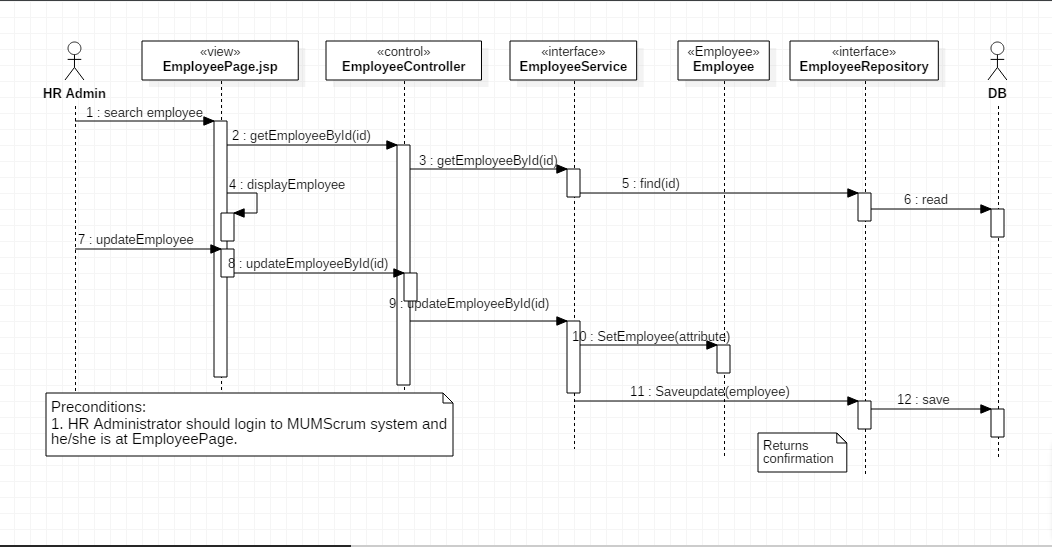 «view»
EmployeePage.jsp
«control»
EmployeeController
«interface»
EmployeeService
«Employee»
Employee
«interface»
EmployeeRepository
HR Admin
DB
1 : search employee
2 : getEmployeeById(id)
3 : getEmployeeById(id)
4 : displayEmployee
5 : find(id)
6 : read
7 : updateEmployee
8 : updateEmployeeById(id)
9 : updateEmployeeById(id)
10 : SetEmployee(attribute)
11 : Saveupdate(employee)
12 : save
Preconditions:
1. HR Administrator should login to MUMScrum system and
he/she is at EmployeePage.
Returns
confirmation